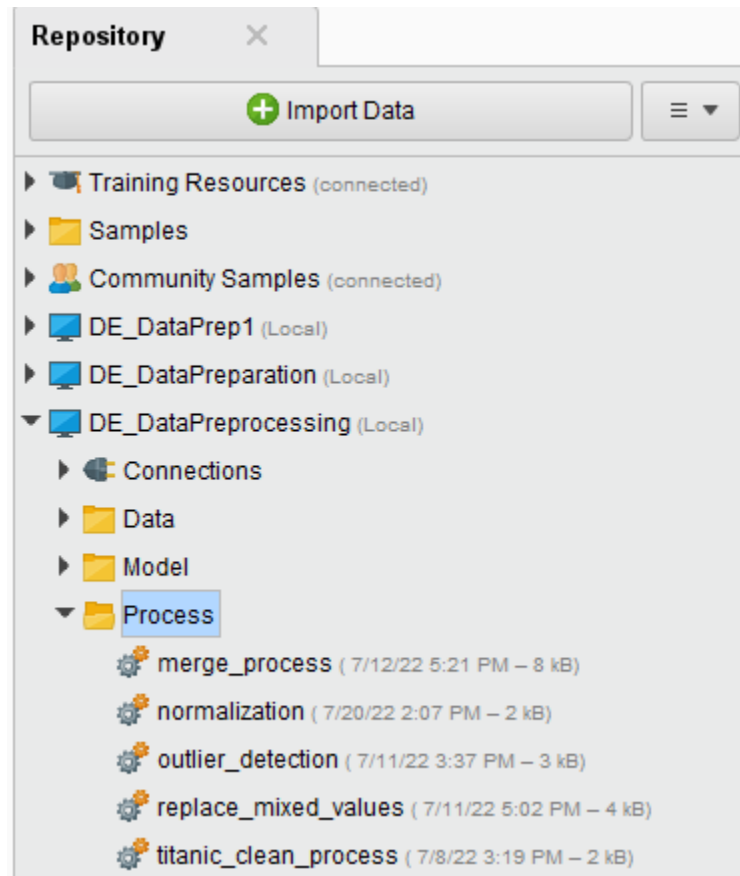 Repository
Import Data
Training Resources (connected)
Samples
Community Samples (connected)
DE_DataPrep1 (Local)
DE_DataPreparation (Local)
DE_DataPreprocessing (Local)
Connections
Data
Model
Process
merge_process ( 7/12/22 5:21 PM – 8 kB)
normalization ( 7/20/22 2:07 PM – 2 kB)
outlier_detection ( 7/11/22 3:37 PM – 3 kB)
replace_mixed_values ( 7/11/22 5:02 PM – 4 kB)
titanic_clean_process ( 7/8/22 3:19 PM – 2 kB)